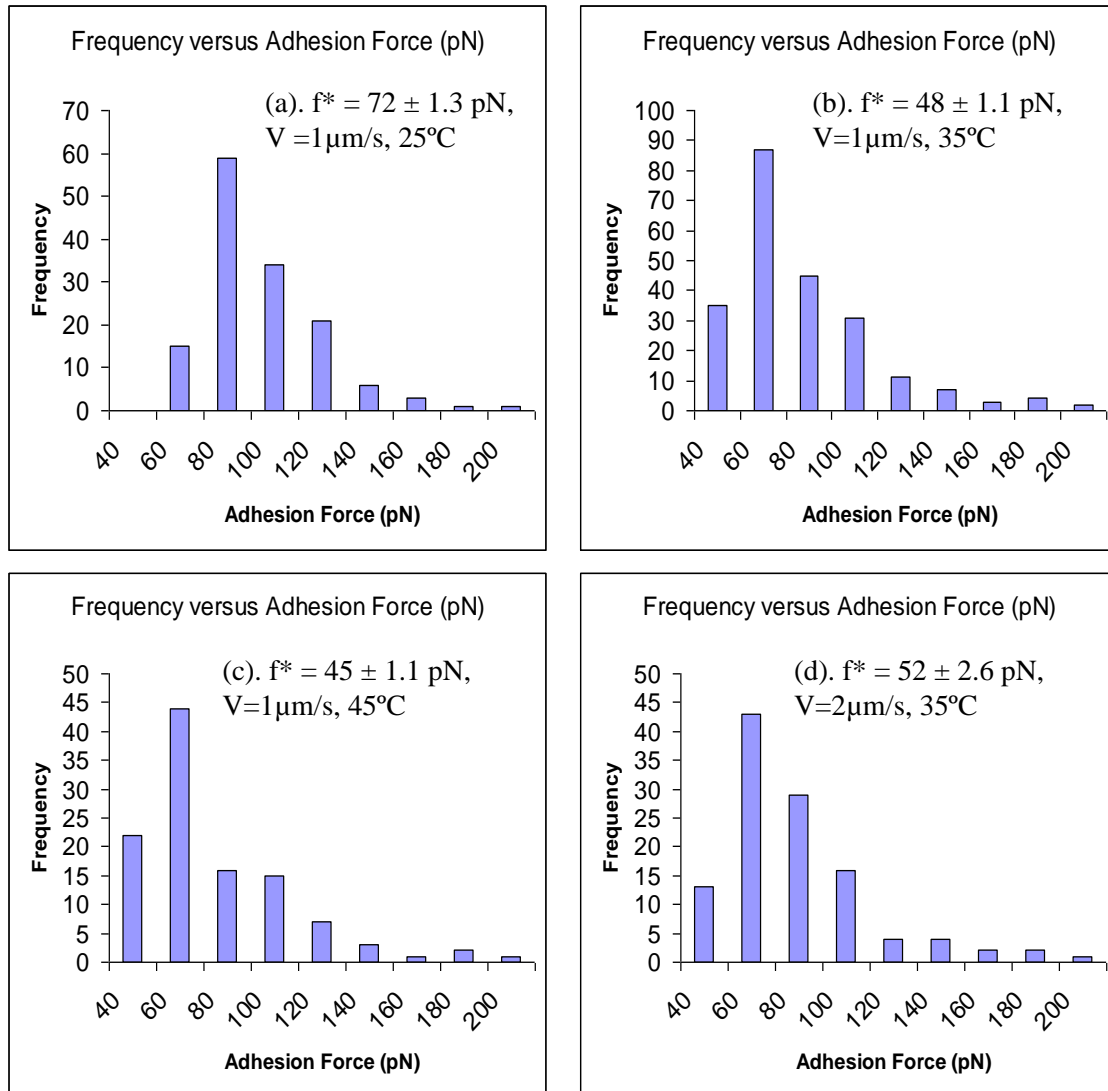 Frequency versus Adhesion Force (pN)
(a). f* = 72 ± 1.3 pN,
V =1µm/s, 25ºC
70
60
50
40
30
20
10
0
Frequency
40 60 80 100 120 140 160 180 200
Adhesion Force (pN)
Frequency versus Adhesion Force (pN)
(b). f* = 48 ± 1.1 pN,
V=1µm/s, 35ºC
100
90
80
70
60
50
40
30
20
10
0
Frequency
40 60 80 100 120 140 160 180 200
Adhesion Force (pN)
Frequency versus Adhesion Force (pN)
(c). f* = 45 ± 1.1 pN,
V=1µm/s, 45ºC
50
45
40
35
30
25
20
15
10
5
0
Frequency
40 60 80 100 120 140 160 180 200
Adhesion Force (pN)
Frequency versus Adhesion Force (pN)
(d). f* = 52 ± 2.6 pN,
V=2µm/s, 35ºC
50
45
40
35
30
25
20
15
10
5
0
Frequency
40 60 80 100 120 140 160 180 200
Adhesion Force (pN)